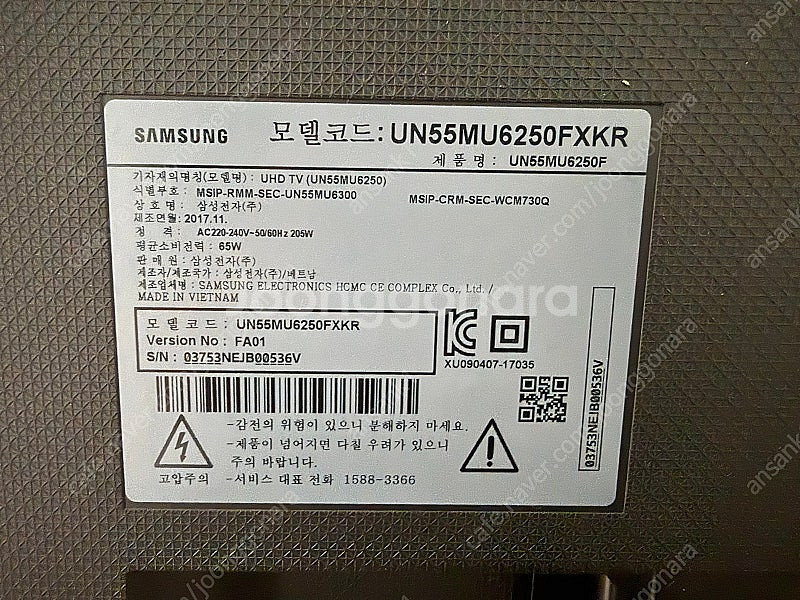 SAMSUNG 모델코드: UN55MU6250FXKR
제 품 명 : UN55MU6250F
기자재의명칭(모델명) : UHD TV (UN55MU6250)
식별부호 : MSIP-RMM-SEC-UN55MU6300 MSIP-CRM-SEC-WCM730Q
상 호 명 : 삼성전자(주)
제조연월: 2017.11.
정 격 : AC220-240V~50/60Hz 205W
평균소비전력 : 65W
판 매 원 : 삼성전자(주)
제조자/제조국가 : 삼성전자(주)/베트남
제조업체명 : SAMSUNG ELECTRONICS HCMC CE COMPLEX Co., Ltd. /
MADE IN VIETNAM
joonggonara
모 델 코 드 : UN55MU6250FXKR
Version No : FA01
S/N : 03753NEJB00536V
XU090407-17035
03753NEJB00536V
-감전의 위험이 있으니 분해하지 마세요.
-제품이 넘어지면 다칠 우려가 있으니
주의 바랍니다.
고압주의 -서비스 대표 전화 1588-3366
cafe.naver.com/joonggonara